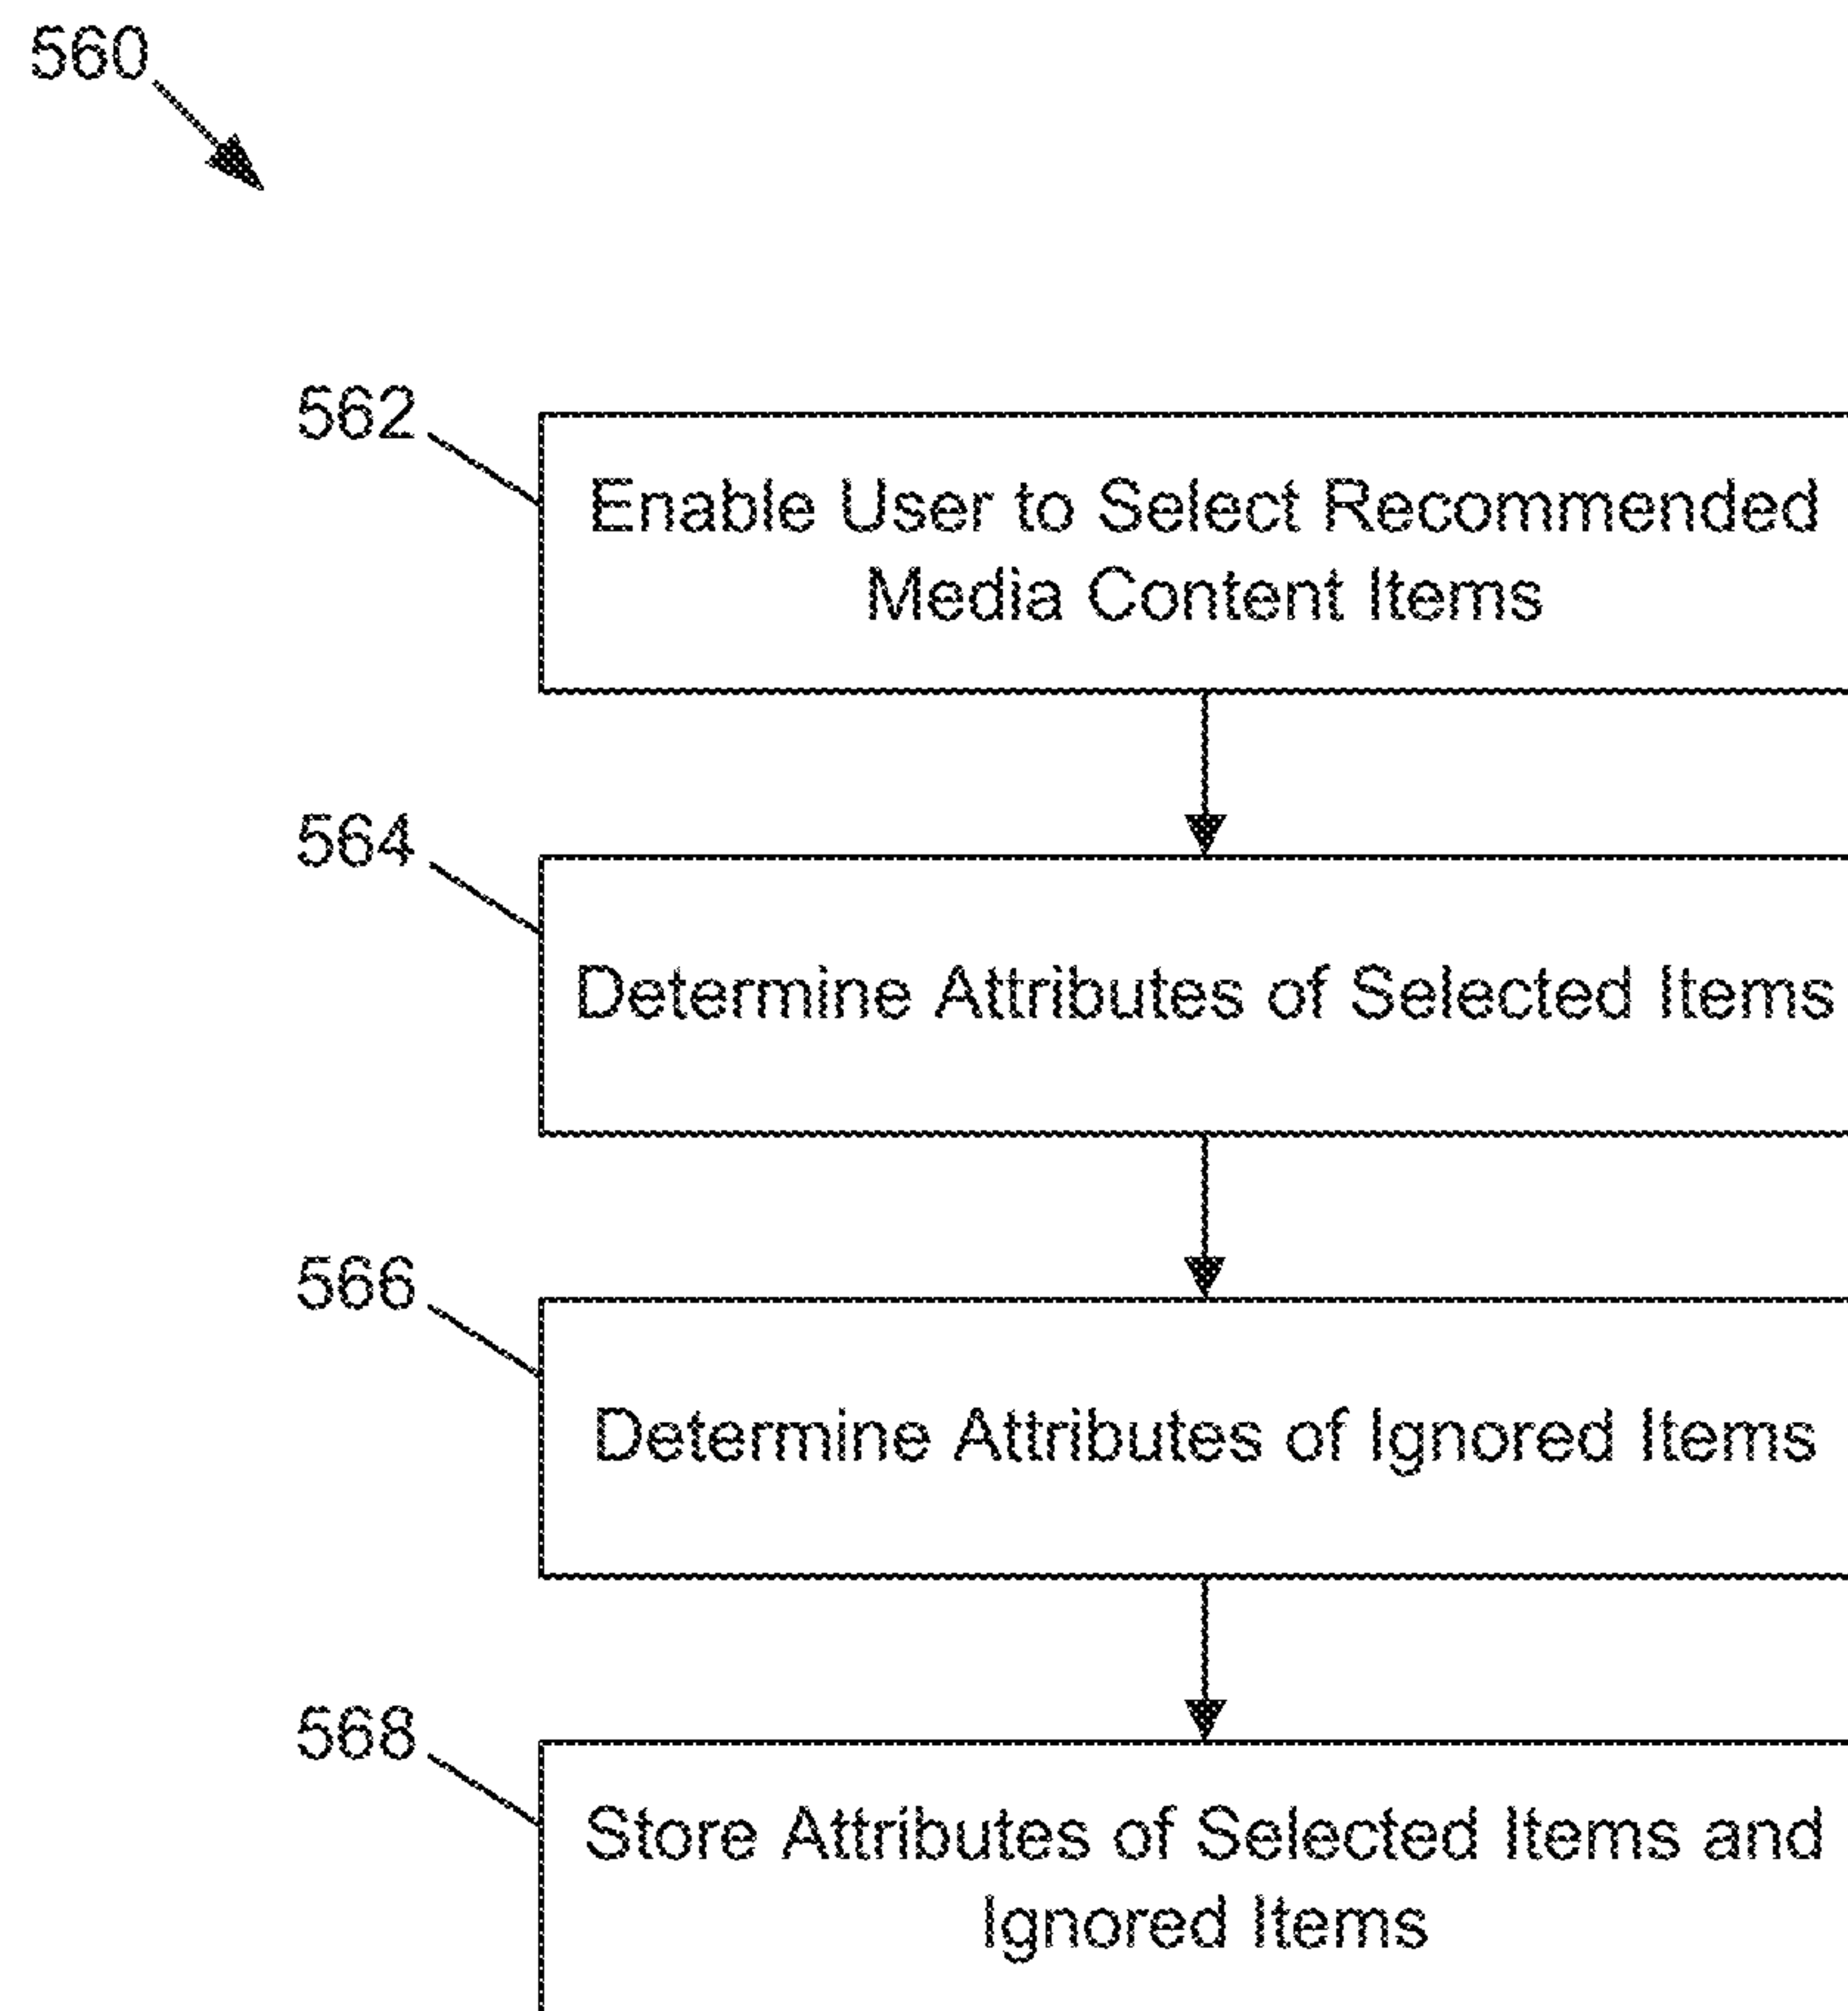 560
562
Enable User to Select Recommended
Media Content Items
564
Determine Attributes of Selected Items
566
Determine Attributes of Ignored Items
568
Store Attributes of Selected Items and
Ignored Items